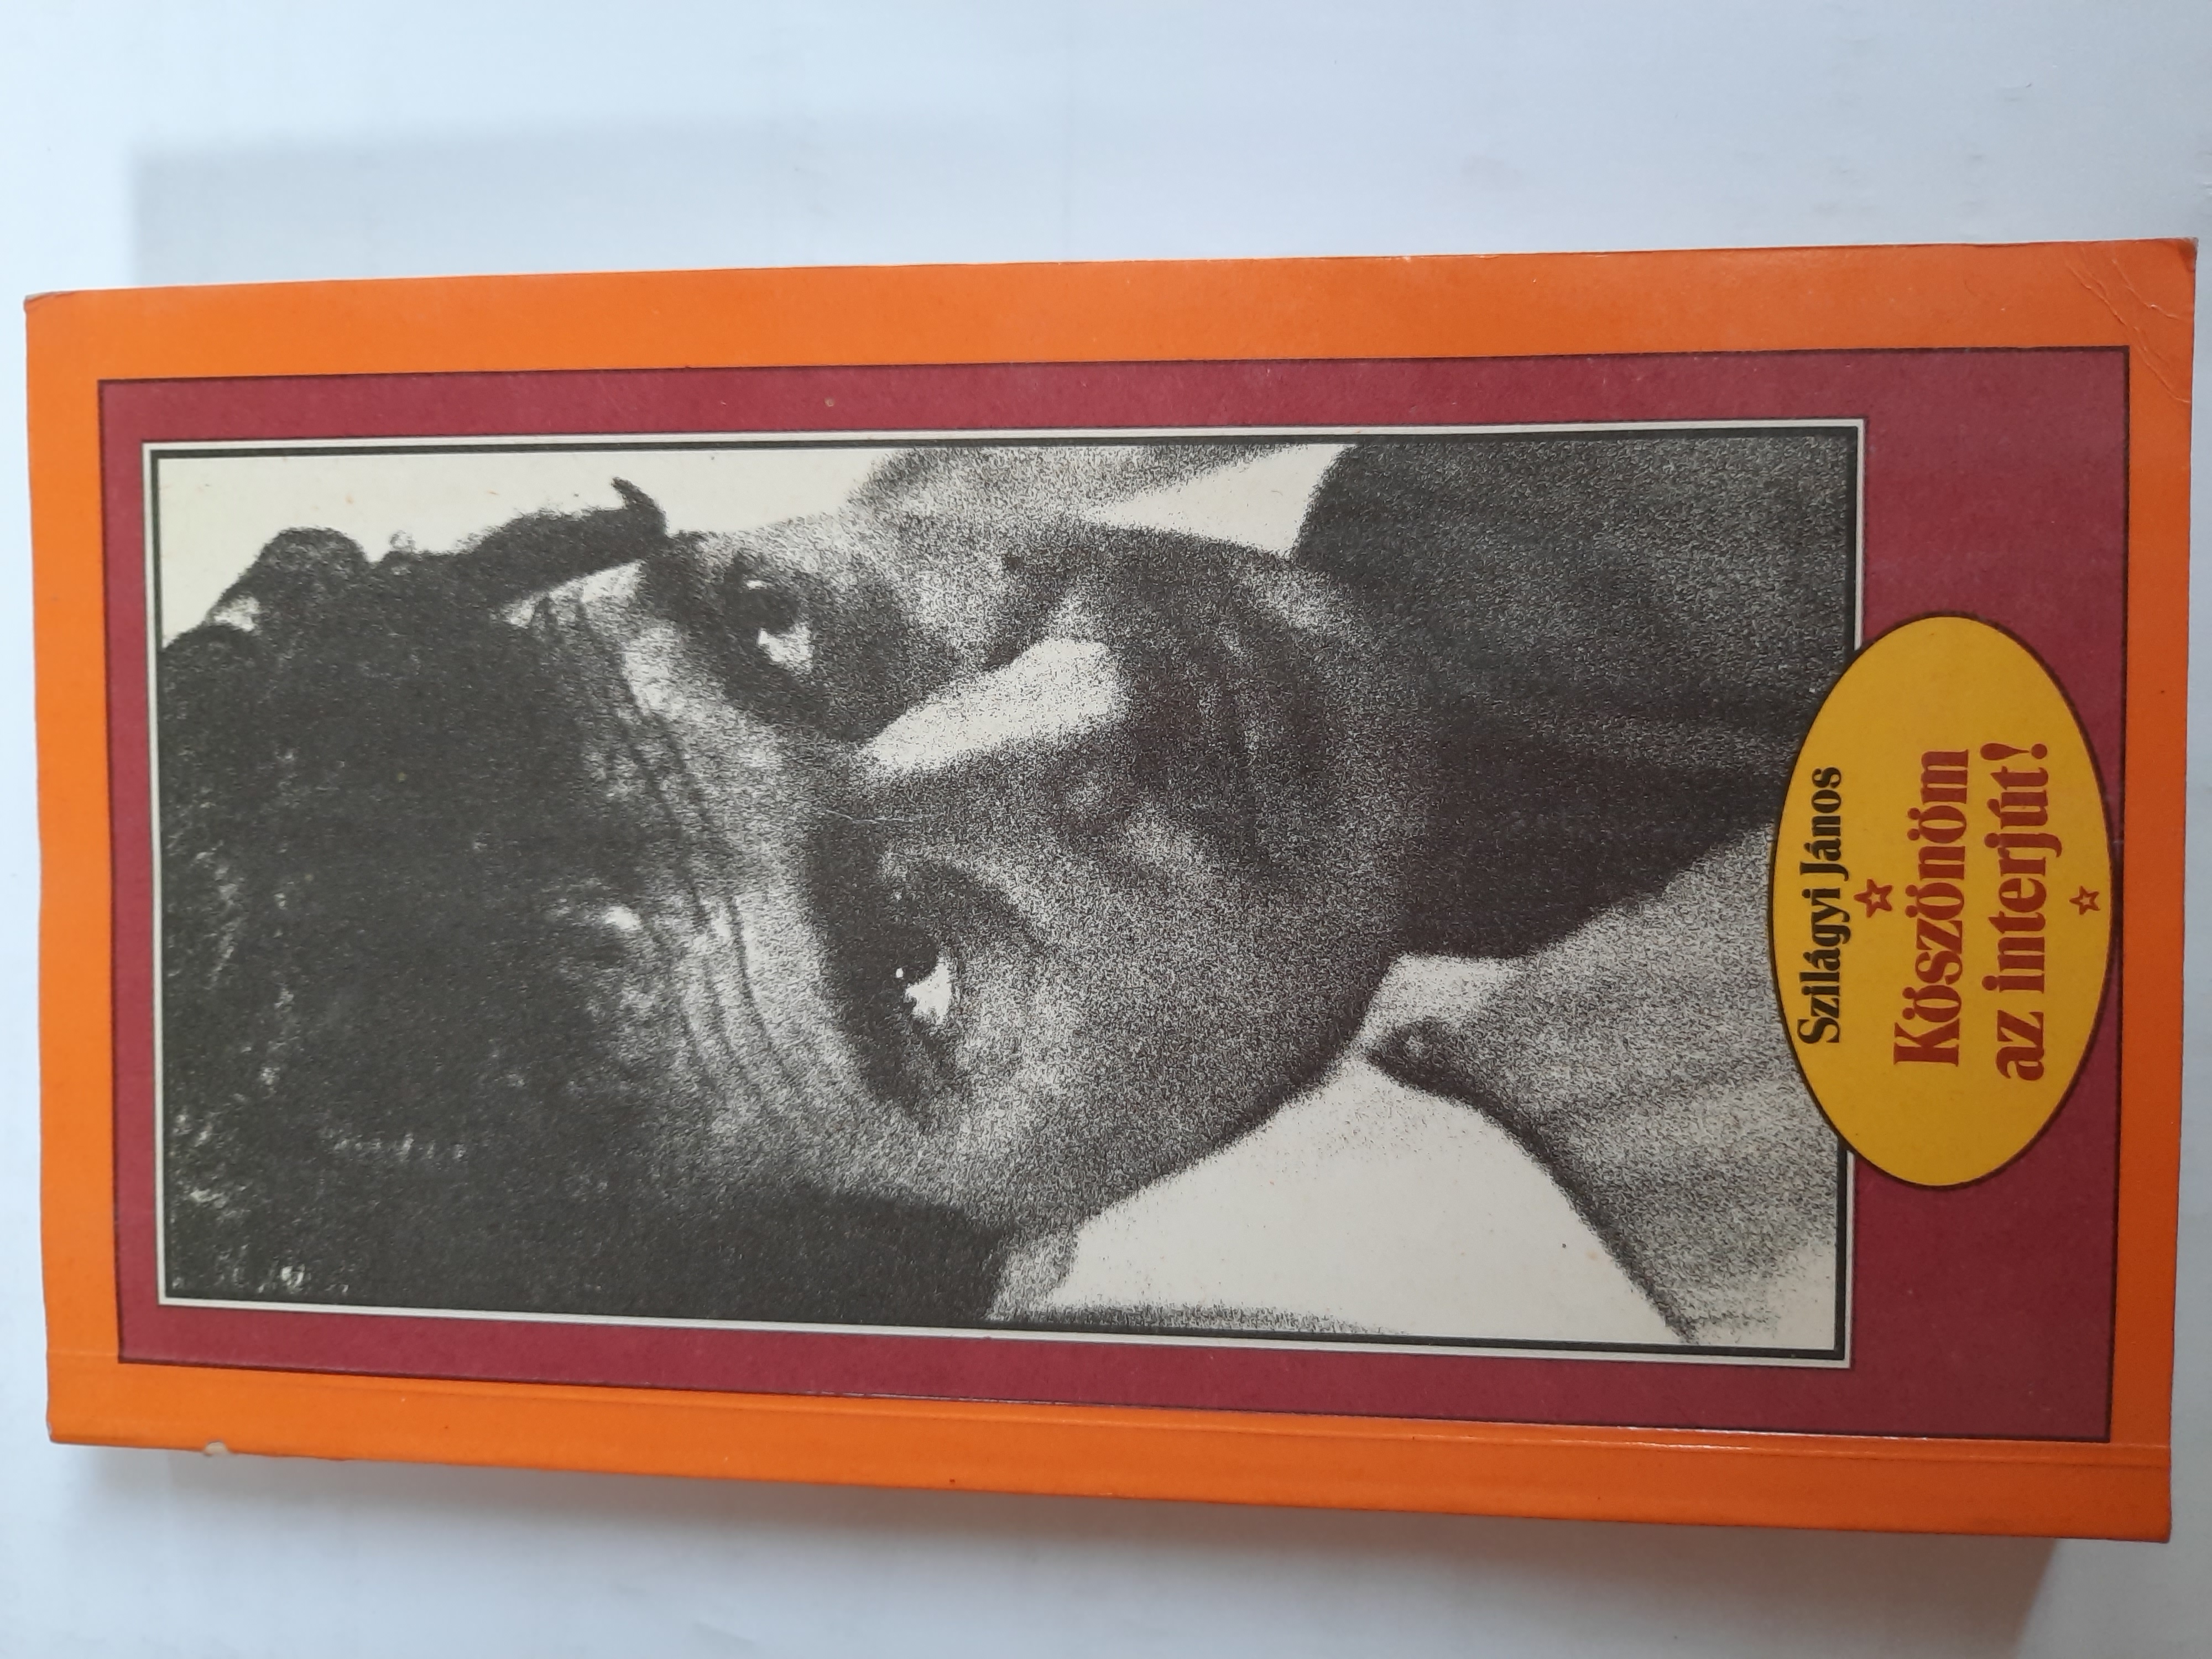 Szilágyi János
Köszönöm
az interjút!